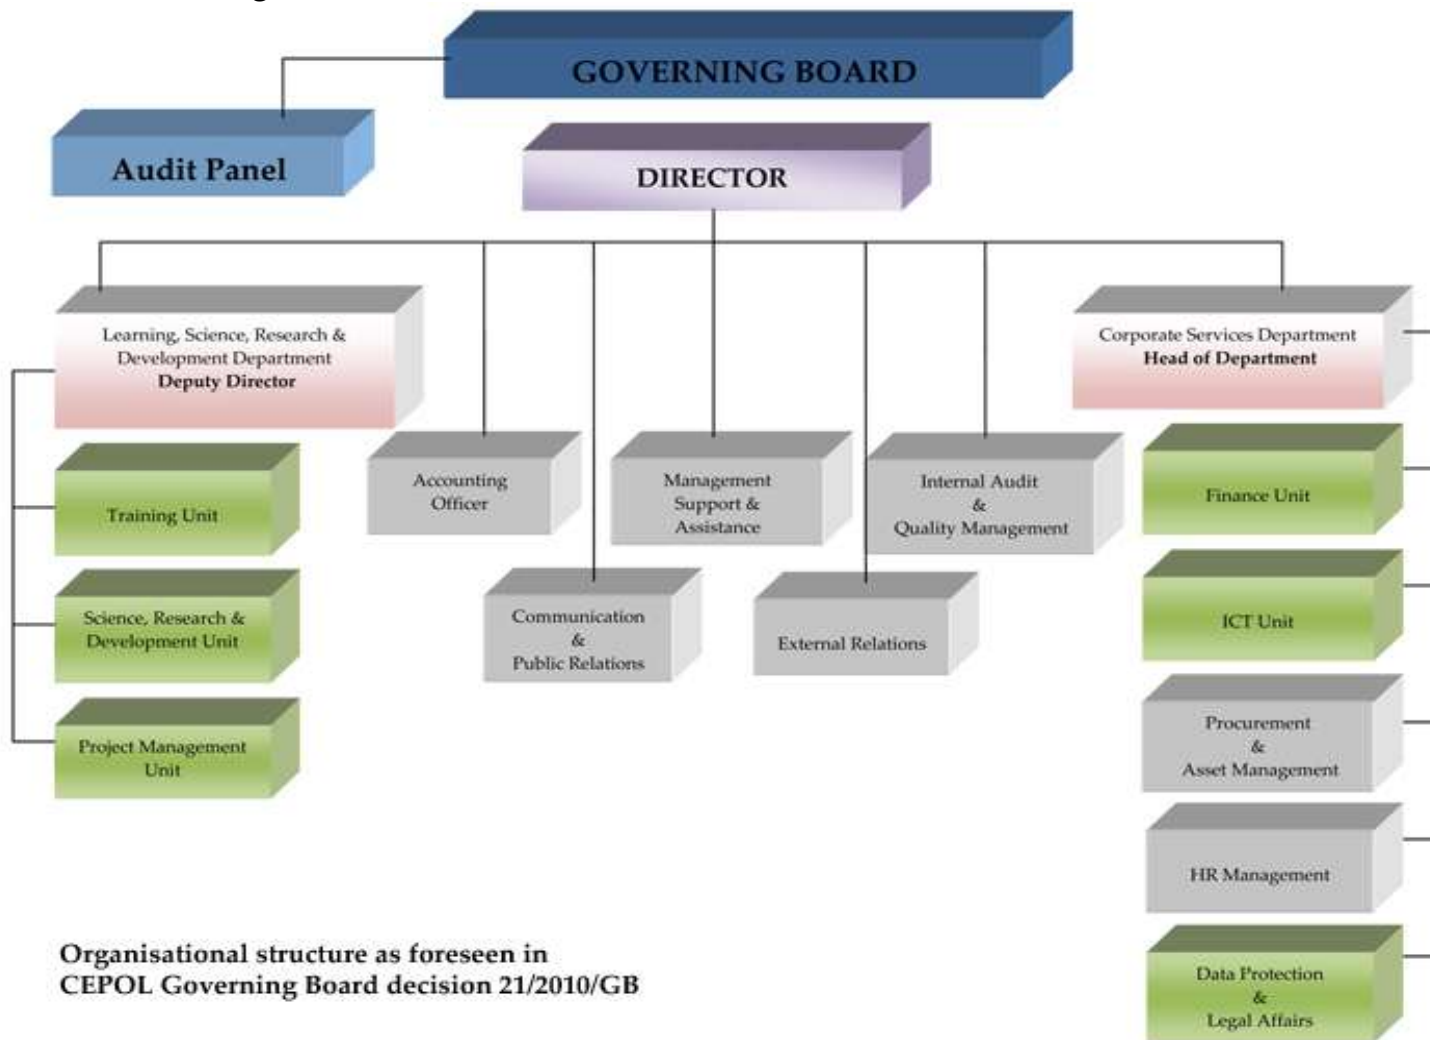 GOVERNING BOARD
Audit Panel
DIRECTOR
Learning, Science, Research &
Development Department
Deputy Director
Corporate Services Department
Head of Department
Training Unit
Science, Research &
Development Unit
Project Management
Unit
Accounting
Officer
Management
Support &
Assistance
Internal Audit
&
Quality Management
Communication
&
Public Relations
External Relations
Finance Unit
ICT Unit
Procurement
&
Asset Management
HR Management
Data Protection
&
Legal Affairs
Organisational structure as foreseen in
CEPOL Governing Board decision 21/2010/GB